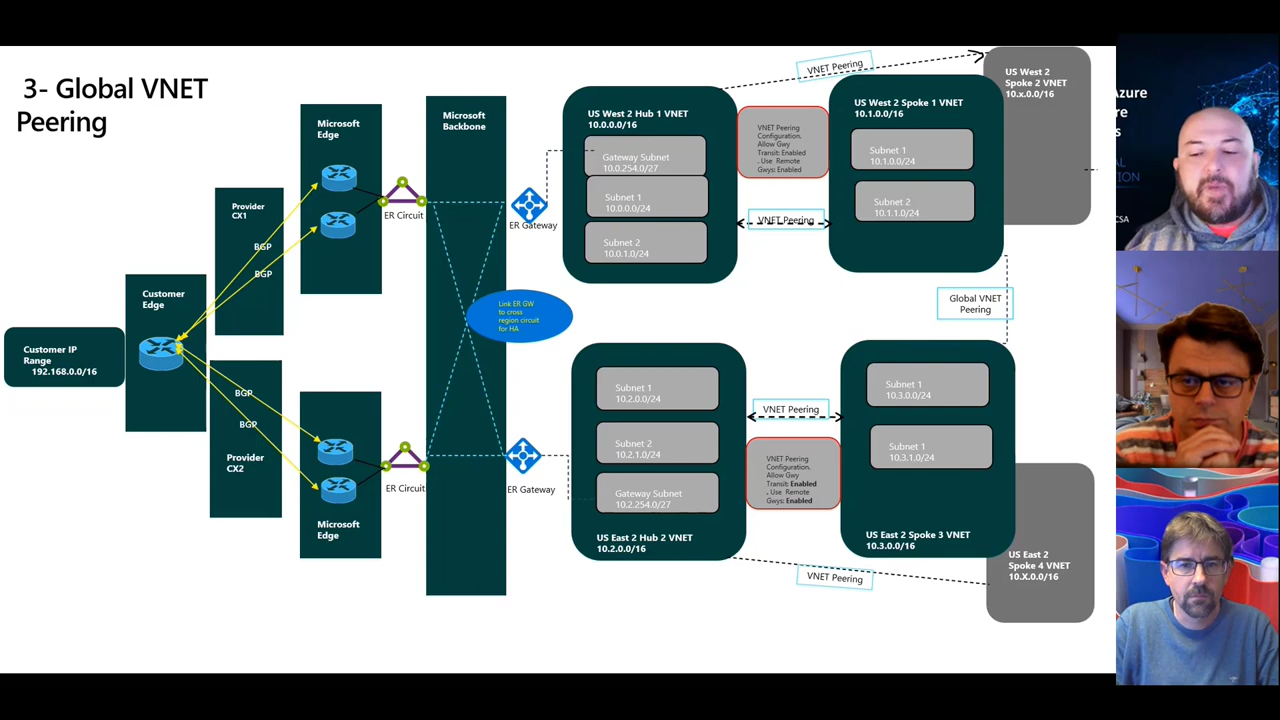 3- Global VNET
Peering
Customer IP
Range
192.168.0.0/16
Customer
Edge
Provider
CX1
BGP
BGP
BGP
BGP
Provider
CX2
Microsoft
Edge
Microsoft
Edge
ER Circuit
ER Circuit
Microsoft
Backbone
Link ER GW
to cross
region circuit
for HA
ER Gateway
ER Gateway
US West 2 Hub 1 VNET
10.0.0.0/16
Gateway Subnet
10.0.254.0/27
Subnet 1
10.0.0.0/24
Subnet 2
10.0.1.0/24
VNET Peering
Configuration.
Allow Gwy
Transit: Enabled
. Use Remote
Gwys: Enabled
VNET Peering
VNET Peering
US West 2 Spoke 1 VNET
10.1.0.0/16
Subnet 1
10.1.0.0/24
Subnet 2
10.1.1.0/24
US West 2
Spoke 2 VNET
10.x.0.0/16
Global VNET
Peering
Subnet 1
10.2.0.0/24
Subnet 2
10.2.1.0/24
Gateway Subnet
10.2.254.0/27
US East 2 Hub 2 VNET
10.2.0.0/16
VNET Peering
VNET Peering
Configuration.
Allow Gwy
Transit: Enabled
. Use Remote
Gwys: Enabled
VNET Peering
Subnet 1
10.3.0.0/24
Subnet 1
10.3.1.0/24
US East 2 Spoke 3 VNET
10.3.0.0/16
US East 2
Spoke 4 VNET
10.X.0.0/16
Azure
CSA